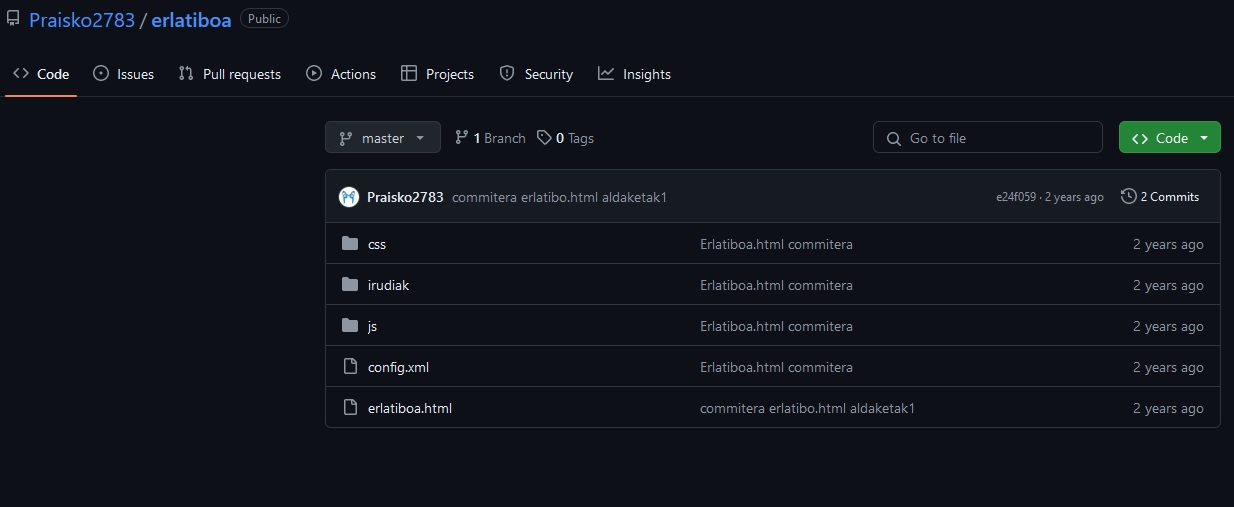 Praisko2783 / erlatiboa Public
Code Issues Pull requests Actions Projects Security Insights
master 1 Branch 0 Tags Go to file Code
Praisko2783 commitera erlatibo.html aldaketak1 e24f059 · 2 years ago 2 Commits
css Erlatiboa.html commitera 2 years ago
irudiak Erlatiboa.html commitera 2 years ago
js Erlatiboa.html commitera 2 years ago
config.xml Erlatiboa.html commitera 2 years ago
erlatiboa.html commitera erlatibo.html aldaketak1 2 years ago